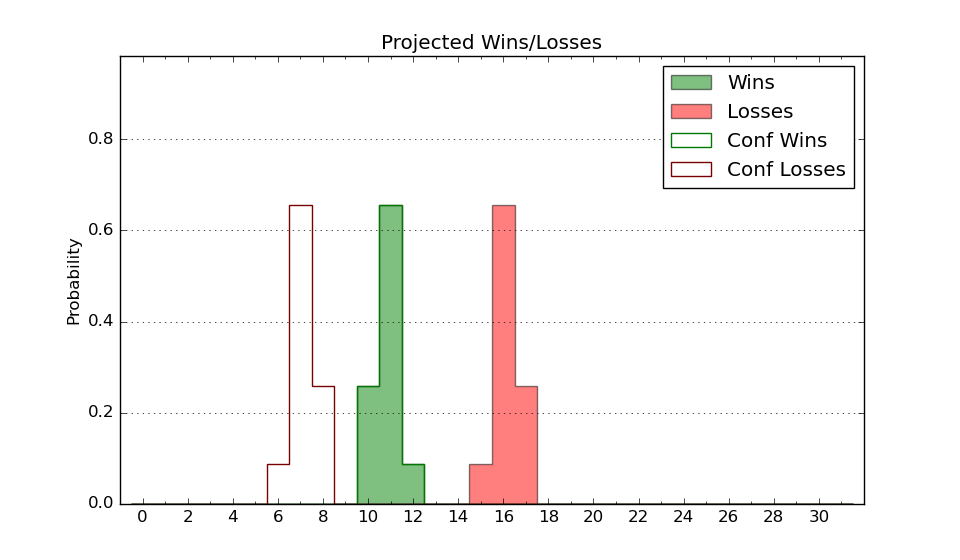 Projected Wins/Losses
Wins
Losses
Conf Wins
Conf Losses
Probability
0.8
0.6
0.4
0.2
0.0
0 2 4 6 8 10 12 14 16 18 20 22 24 26 28 30